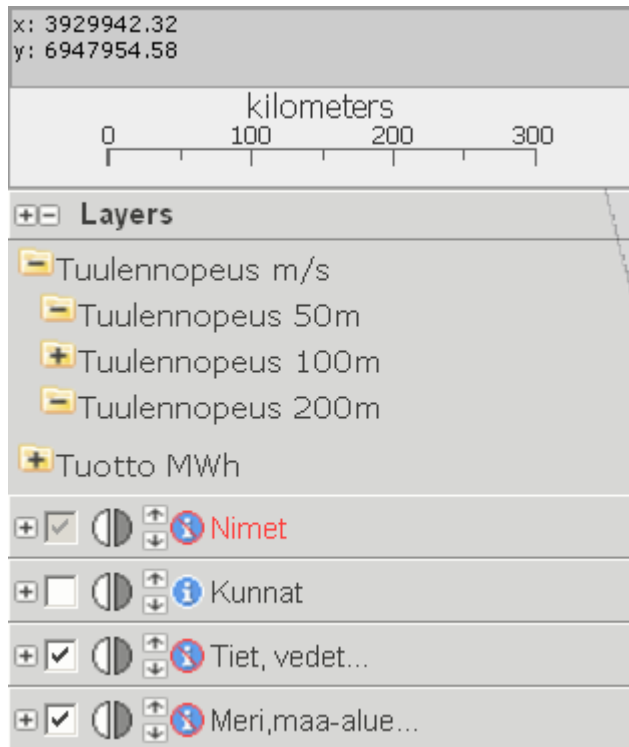 x: 3929942.32
y: 6947954.58
kilometers
0 100 200 300
Layers
Tuulennopeus m/s
Tuulennopeus 50m
Tuulennopeus 100m
Tuulennopeus 200m
Tuotto MWh
Nimet
Kunnat
Tiet, vedet...
Meri,maa-alue...